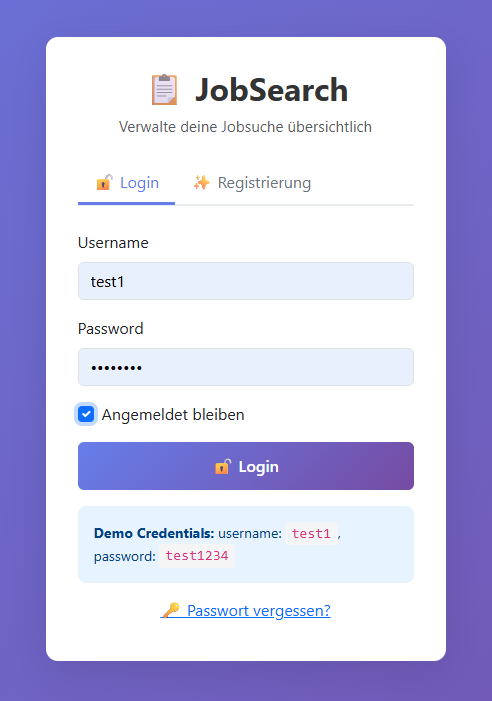 JobSearch
Verwalte deine Jobsuche übersichtlich
Login Registrierung
Username
test1
Password
••••••••
Angemeldet bleiben
Login
Demo Credentials: username: test1 ,
password: test1234
Passwort vergessen?